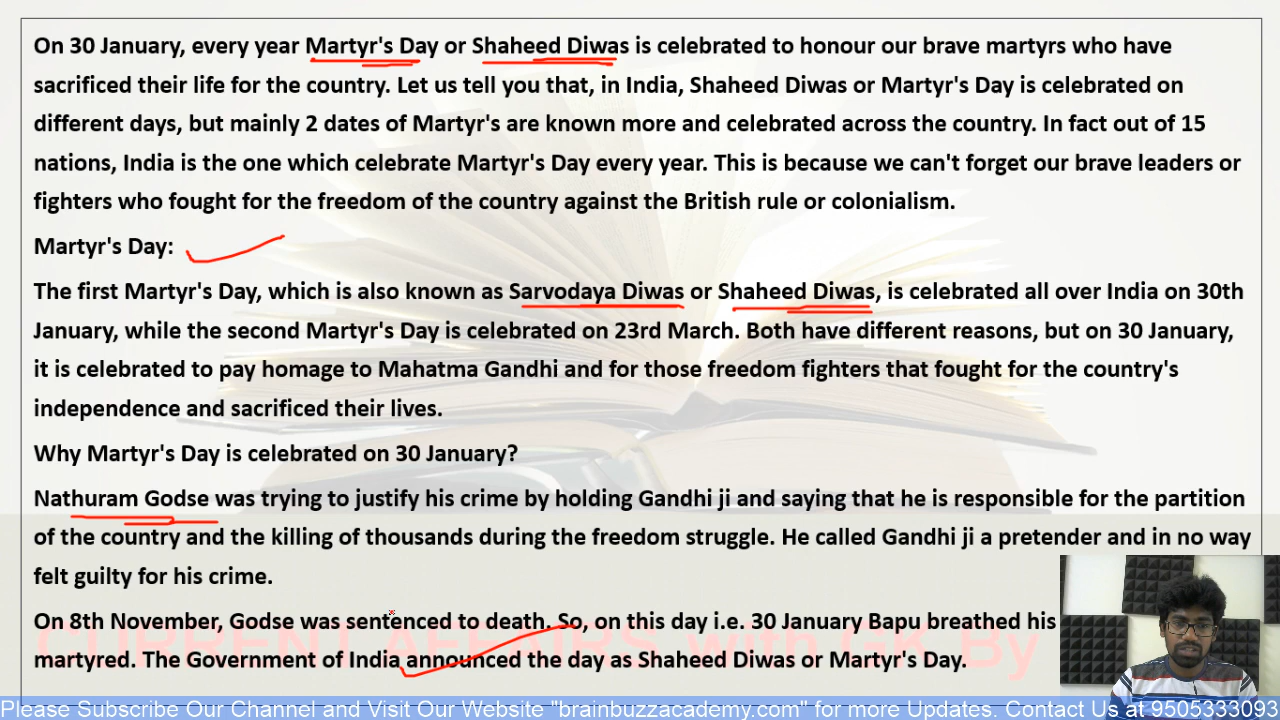 On 30 January, every year Martyr's Day or Shaheed Diwas is celebrated to honour our brave martyrs who have
sacrificed their life for the country. Let us tell you that, in India, Shaheed Diwas or Martyr's Day is celebrated on
different days, but mainly 2 dates of Martyr's are known more and celebrated across the country. In fact out of 15
nations, India is the one which celebrate Martyr's Day every year. This is because we can't forget our brave leaders or
fighters who fought for the freedom of the country against the British rule or colonialism.
Martyr's Day:
The first Martyr's Day, which is also known as Sarvodaya Diwas or Shaheed Diwas, is celebrated all over India on 30th
January, while the second Martyr's Day is celebrated on 23rd March. Both have different reasons, but on 30 January,
it is celebrated to pay homage to Mahatma Gandhi and for those freedom fighters that fought for the country's
independence and sacrificed their lives.
Why Martyr's Day is celebrated on 30 January?
Nathuram Godse was trying to justify his crime by holding Gandhi ji and saying that he is responsible for the partition
of the country and the killing of thousands during the freedom struggle. He called Gandhi ji a pretender and in no way
felt guilty for his crime.
On 8th November, Godse was sentenced to death. So, on this day i.e. 30 January Bapu breathed his
martyred. The Government of India announced the day as Shaheed Diwas or Martyr's Day.
CURRENT AFFAIRS with GK By
Please Subscribe Our Channel and Visit Our Website "brainbuzzacademy.com" for more Updates. Contact Us at 9505333093